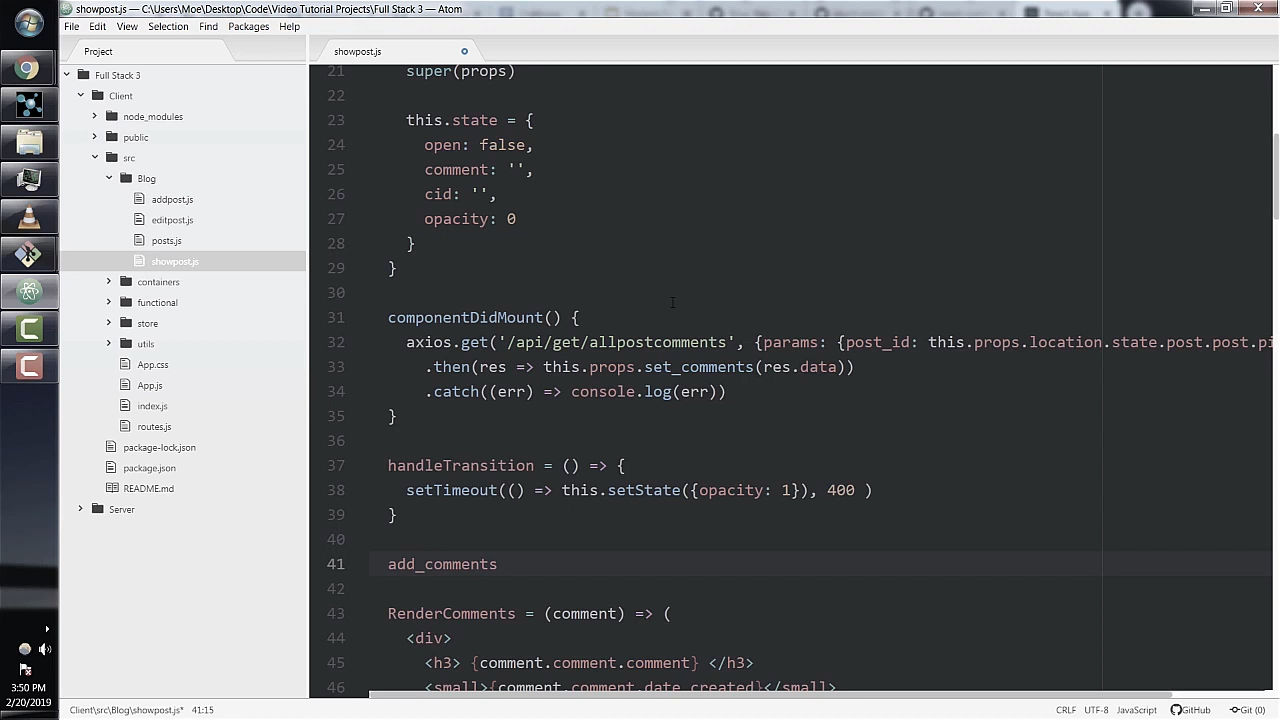 showpost.js — C:\Users\Moe\Desktop\Code\Video Tutorial Projects\Full Stack 3 — Atom
File Edit View Selection Find Packages Help
Project
showpost.js
Full Stack 3
Client
node_modules
public
src
Blog
addpost.js
editpost.js
posts.js
showpost.js
containers
functional
store
utils
App.css
App.js
index.js
routes.js
package-lock.json
package.json
README.md
Server
21 super(props)
22
23 this.state = {
24 open: false,
25 comment: '',
26 cid: '',
27 opacity: 0
28 }
29 }
30
31 componentDidMount() {
32 axios.get('/api/get/allpostcomments', {params: {post_id: this.props.location.state.post.post.pi
33 .then(res => this.props.set_comments(res.data))
34 .catch((err) => console.log(err))
35 }
36
37 handleTransition = () => {
38 setTimeout(() => this.setState({opacity: 1}), 400 )
39 }
40
41 add_comments
42
43 RenderComments = (comment) => (
44 <div>
45 <h3> {comment.comment.comment} </h3>
46 <small>{comment.comment.date_created}</small>
3:50 PM
2/20/2019
Client\src\Blog\showpost.js* 41:15
CRLF UTF-8 JavaScript GitHub Git (0)